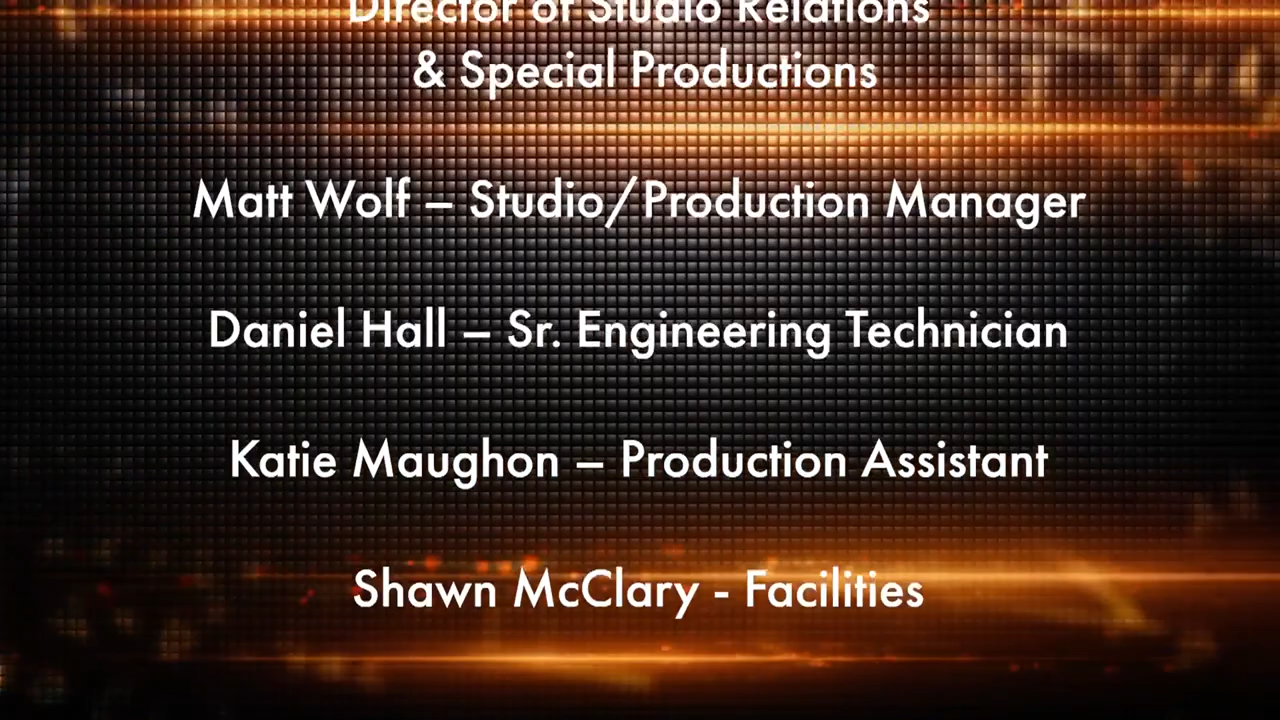 Director of Studio Relations
& Special Productions
Matt Wolf – Studio/Production Manager
Daniel Hall – Sr. Engineering Technician
Katie Maughon – Production Assistant
Shawn McClary - Facilities